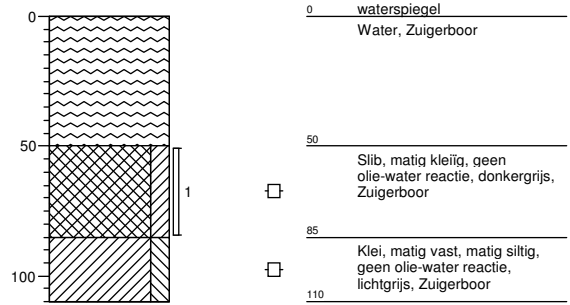 0
50
100
1
0 waterspiegel
Water, Zuigerboor
50
Slib, matig kleiïg, geen
olie-water reactie, donkergrijs,
Zuigerboor
85
Klei, matig vast, matig siltig,
geen olie-water reactie,
lichtgrijs, Zuigerboor
110